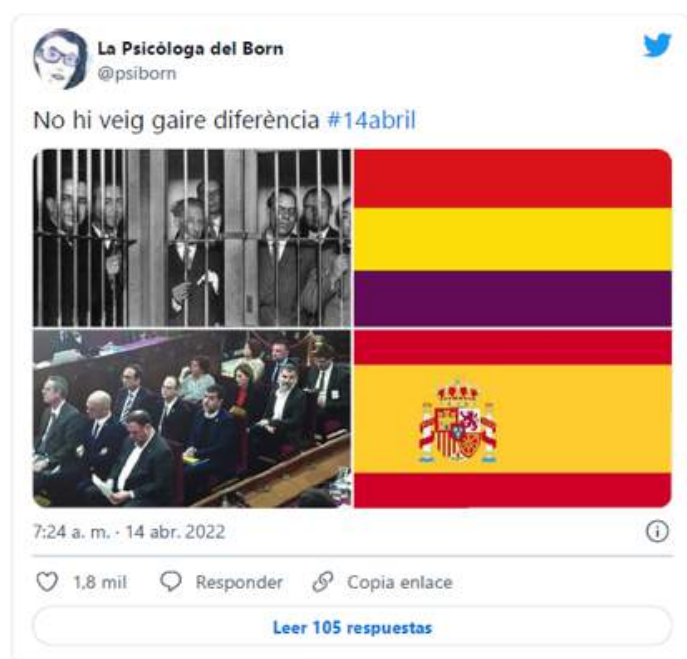 La Psicòloga del Born
@psiborn
No hi veig gaire diferència #14abril
7:24 a. m. · 14 abr. 2022
1,8 mil Responder Copia enlace
Leer 105 respuestas